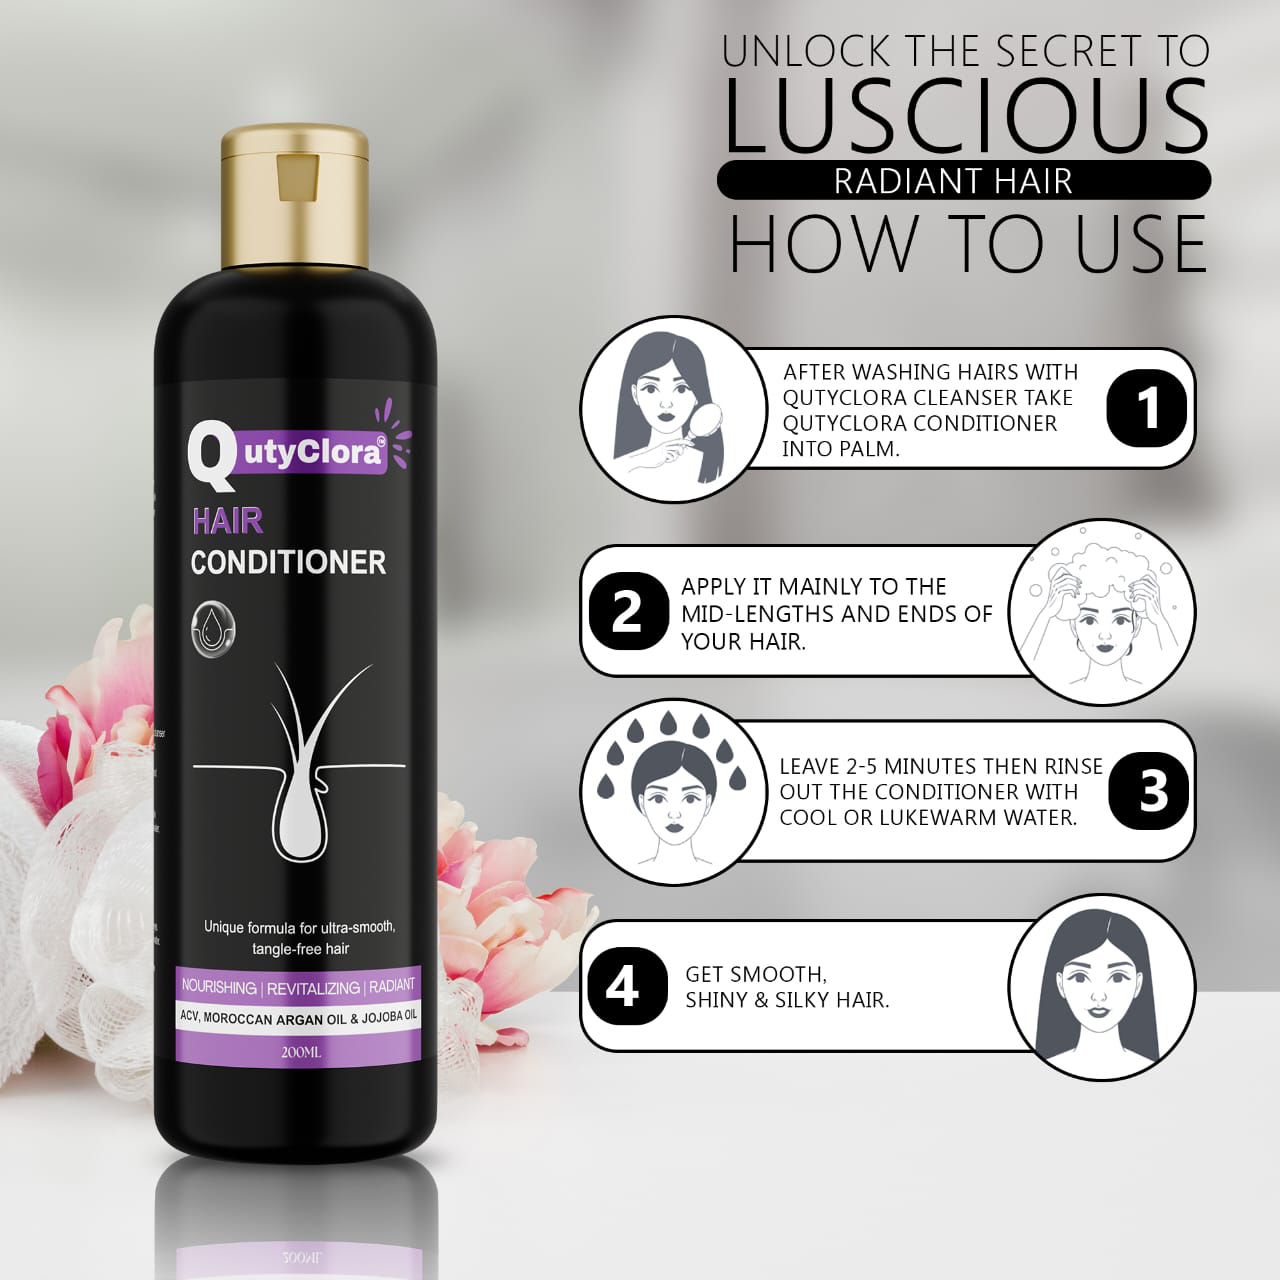 UNLOCK THE SECRET TO
LUSCIOUS
RADIANT HAIR
HOW TO USE
QutyClora™
HAIR
CONDITIONER
Unique formula for ultra-smooth,
tangle-free hair
NOURISHING | REVITALIZING | RADIANT
ACV, MOROCCAN ARGAN OIL & JOJOBA OIL
200ML
AFTER WASHING HAIRS WITH
QUTYCLORA CLEANSER TAKE
QUTYCLORA CONDITIONER
INTO PALM.
1
2
APPLY IT MAINLY TO THE
MID-LENGTHS AND ENDS OF
YOUR HAIR.
LEAVE 2-5 MINUTES THEN RINSE
OUT THE CONDITIONER WITH
COOL OR LUKEWARM WATER.
3
4
GET SMOOTH,
SHINY & SILKY HAIR.
200ML